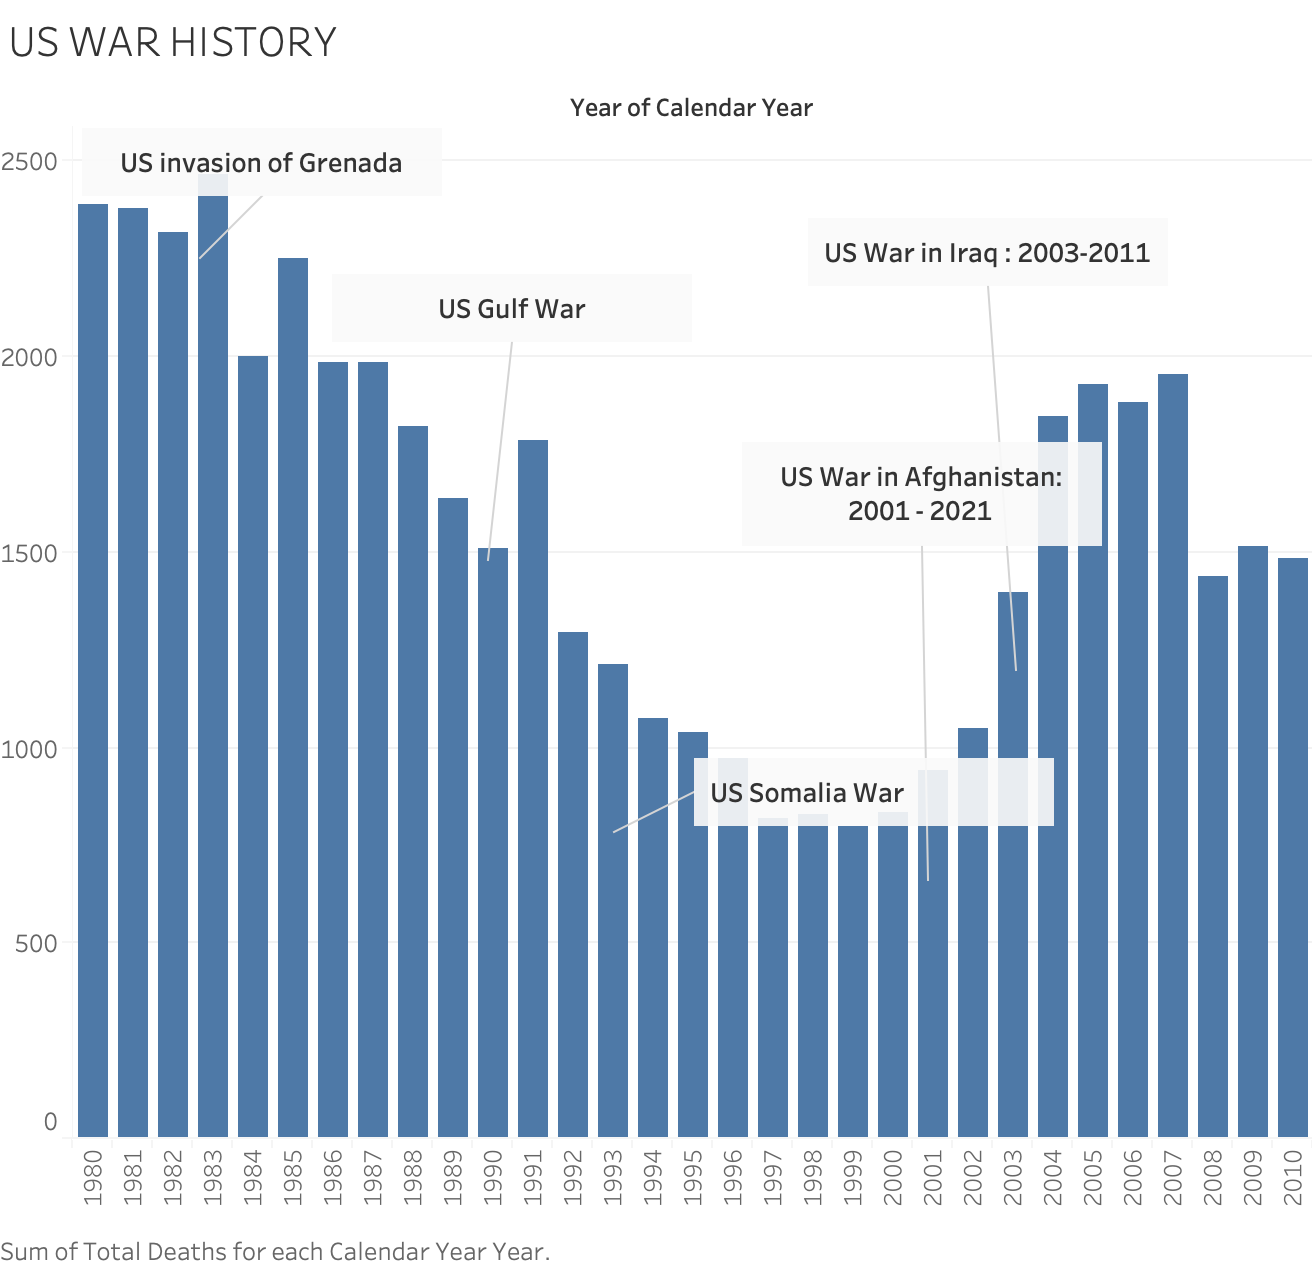 US WAR HISTORY
Year of Calendar Year
2500
US invasion of Grenada
US War in Iraq : 2003-2011
US Gulf War
2000
US War in Afghanistan:
2001 - 2021
1500
1000
US Somalia War
500
0
1980 1981 1982 1983 1984 1985 1986 1987 1988 1989 1990 1991 1992 1993 1994 1995 1996 1997 1998 1999 2000 2001 2002 2003 2004 2005 2006 2007 2008 2009 2010
Sum of Total Deaths for each Calendar Year Year.